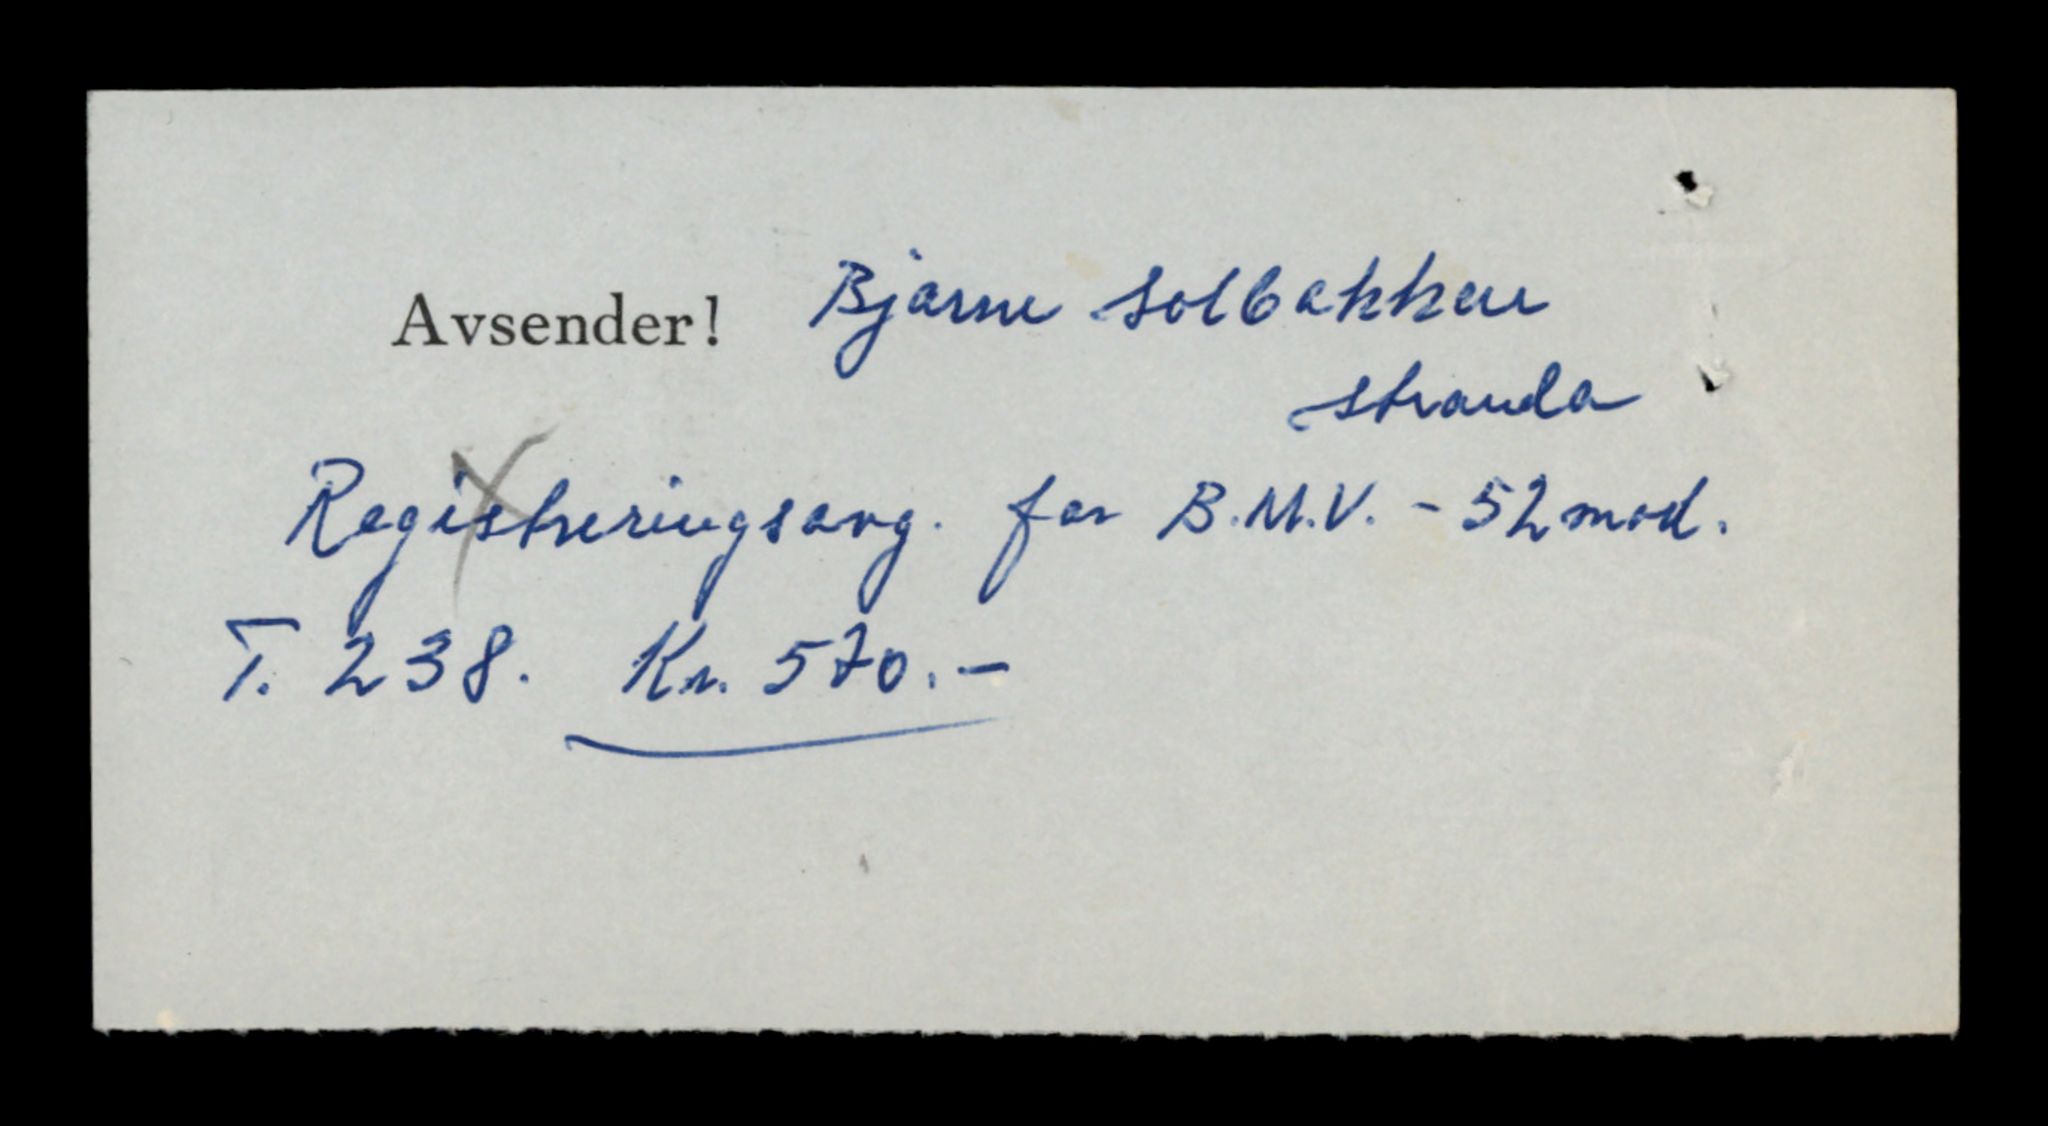 Avsender! Bjarne Solbakken
Stranda
Registreringsavg. for B.M.V. - 52 mod.
T. 238. Kr. 570.-